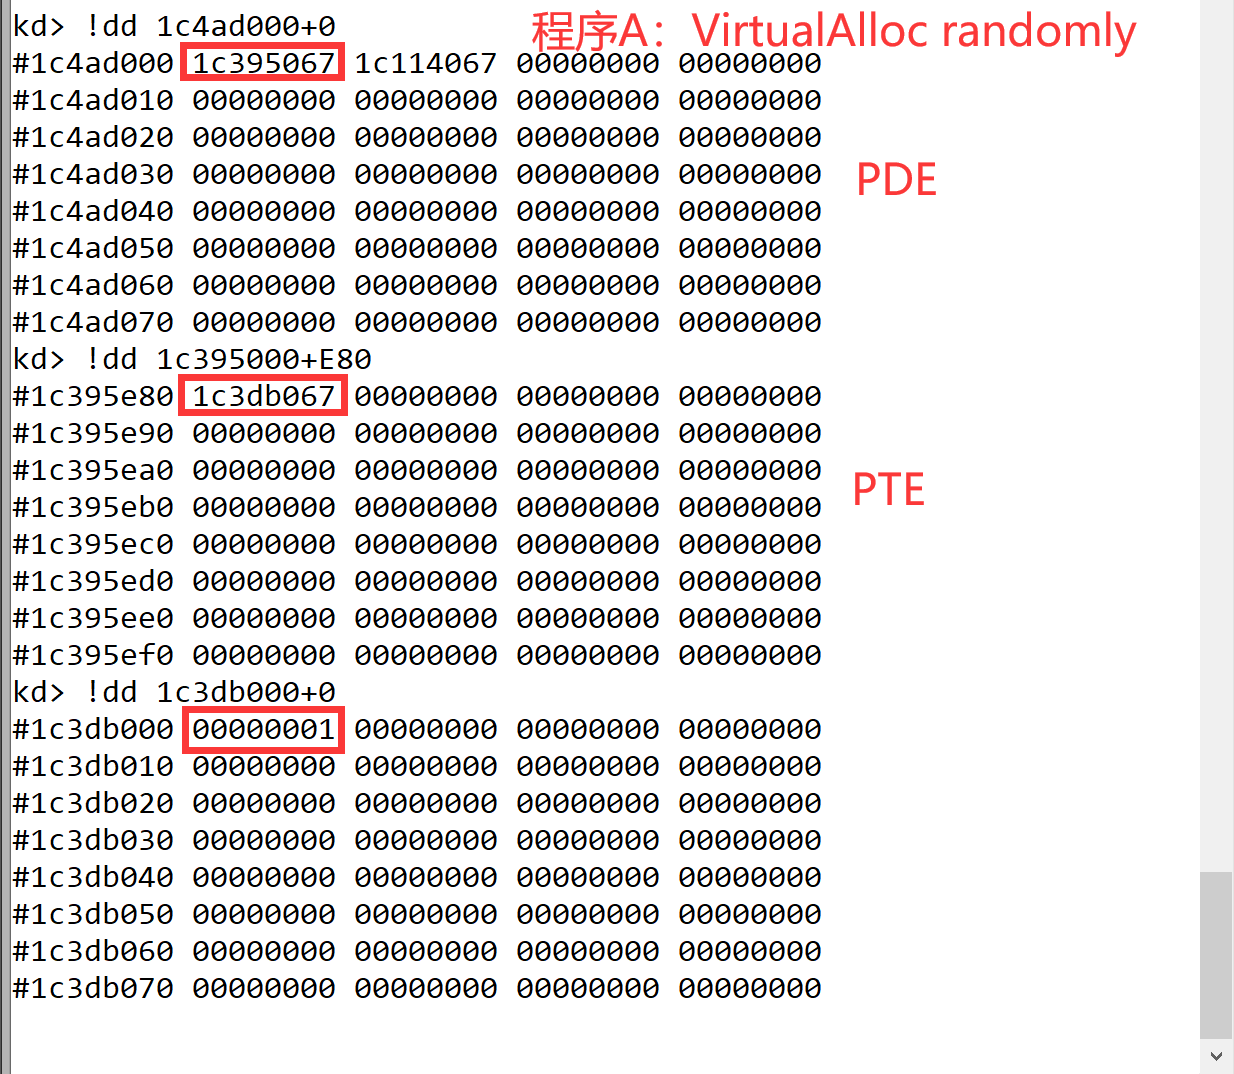 kd> !dd 1c4ad000+0
程序A：VirtualAlloc randomly
#1c4ad000 1c395067 1c114067 00000000 00000000
#1c4ad010 00000000 00000000 00000000 00000000
#1c4ad020 00000000 00000000 00000000 00000000
#1c4ad030 00000000 00000000 00000000 00000000
PDE
#1c4ad040 00000000 00000000 00000000 00000000
#1c4ad050 00000000 00000000 00000000 00000000
#1c4ad060 00000000 00000000 00000000 00000000
#1c4ad070 00000000 00000000 00000000 00000000
kd> !dd 1c395000+E80
#1c395e80 1c3db067 00000000 00000000 00000000
#1c395e90 00000000 00000000 00000000 00000000
#1c395ea0 00000000 00000000 00000000 00000000
PTE
#1c395eb0 00000000 00000000 00000000 00000000
#1c395ec0 00000000 00000000 00000000 00000000
#1c395ed0 00000000 00000000 00000000 00000000
#1c395ee0 00000000 00000000 00000000 00000000
#1c395ef0 00000000 00000000 00000000 00000000
kd> !dd 1c3db000+0
#1c3db000 00000001 00000000 00000000 00000000
#1c3db010 00000000 00000000 00000000 00000000
#1c3db020 00000000 00000000 00000000 00000000
#1c3db030 00000000 00000000 00000000 00000000
#1c3db040 00000000 00000000 00000000 00000000
#1c3db050 00000000 00000000 00000000 00000000
#1c3db060 00000000 00000000 00000000 00000000
#1c3db070 00000000 00000000 00000000 00000000